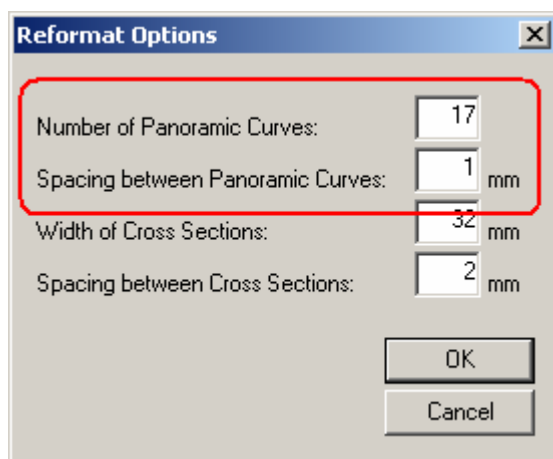 Reformat Options
Number of Panoramic Curves: 17
Spacing between Panoramic Curves: 1 mm
Width of Cross Sections: 32 mm
Spacing between Cross Sections: 2 mm
OK
Cancel